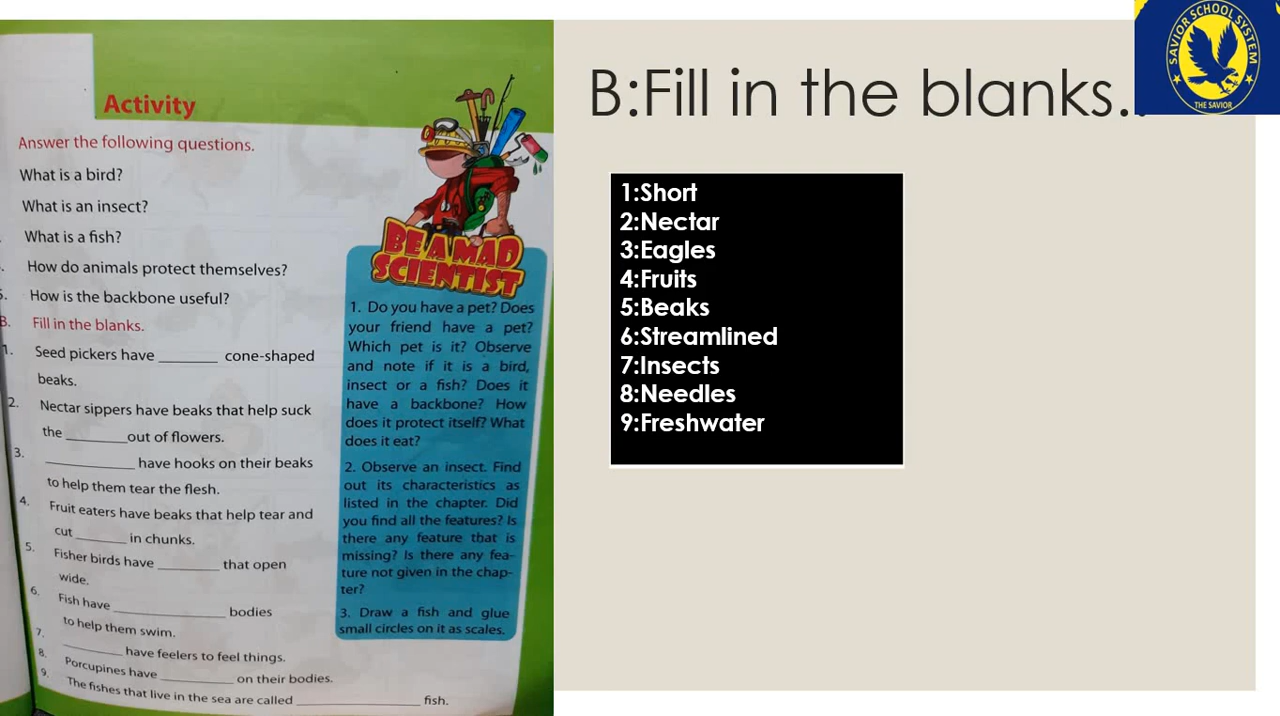 Activity
Answer the following questions.
What is a bird?
What is an insect?
What is a fish?
How do animals protect themselves?
5. How is the backbone useful?
B. Fill in the blanks.
1. Seed pickers have _______ cone-shaped
beaks.
2. Nectar sippers have beaks that help suck
the ________out of flowers.
3. ____________ have hooks on their beaks
to help them tear the flesh.
4. Fruit eaters have beaks that help tear and
cut ______ in chunks.
5. Fisher birds have ________ that open
wide.
6. Fish have ______________ bodies
to help them swim.
7. ________ have feelers to feel things.
8. Porcupines have _________ on their bodies.
9. The fishes that live in the sea are called ________________ fish.
BE A MAD
SCIENTIST
1. Do you have a pet? Does
your friend have a pet?
Which pet is it? Observe
and note if it is a bird,
insect or a fish? Does it
have a backbone? How
does it protect itself? What
does it eat?
2. Observe an insect. Find
out its characteristics as
listed in the chapter. Did
you find all the features? Is
there any feature that is
missing? Is there any fea-
ture not given in the chap-
ter?
3. Draw a fish and glue
small circles on it as scales.
B:Fill in the blanks..
1:Short
2:Nectar
3:Eagles
4:Fruits
5:Beaks
6:Streamlined
7:Insects
8:Needles
9:Freshwater
SAVIOR SCHOOL SYSTEM
THE SAVIOR